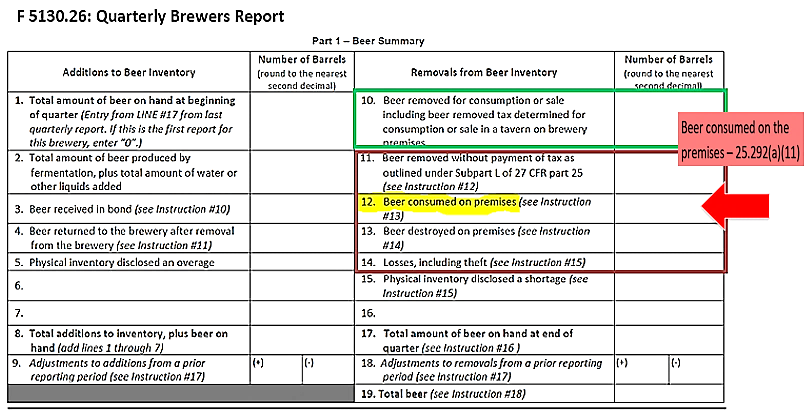 F 5130.26: Quarterly Brewers Report
Part 1 – Beer Summary
Additions to Beer Inventory
Number of Barrels
(round to the nearest
second decimal)
Removals from Beer Inventory
Number of Barrels
(round to the nearest
second decimal)
1. Total amount of beer on hand at beginning
of quarter (Entry from LINE #17 from last
quarterly report. If this is the first report for
this brewery, enter "0".)
10. Beer removed for consumption or sale
including beer removed tax determined for
consumption or sale in a tavern on brewery
premises
2. Total amount of beer produced by
fermentation, plus total amount of water or
other liquids added
11. Beer removed without payment of tax as
outlined under Subpart L of 27 CFR part 25
(see Instruction #12)
3. Beer received in bond (see Instruction #10)
12. Beer consumed on premises (see Instruction
#13)
4. Beer returned to the brewery after removal
from the brewery (see Instruction #11)
13. Beer destroyed on premises (see Instruction
#14)
5. Physical inventory disclosed an overage
14. Losses, including theft (see Instruction #15)
6.
15. Physical inventory disclosed a shortage (see
Instruction #15)
7.
16.
8. Total additions to inventory, plus beer on
hand (add lines 1 through 7)
17. Total amount of beer on hand at end of
quarter (see Instruction #16 )
9. Adjustments to additions from a prior
reporting period (see Instruction #17)
(+)
(-)
18. Adjustments to removals from a prior reporting
period (see Instruction #17)
(+)
(-)
19. Total beer (see Instruction #18)
Beer consumed on the
premises – 25.292(a)(11)